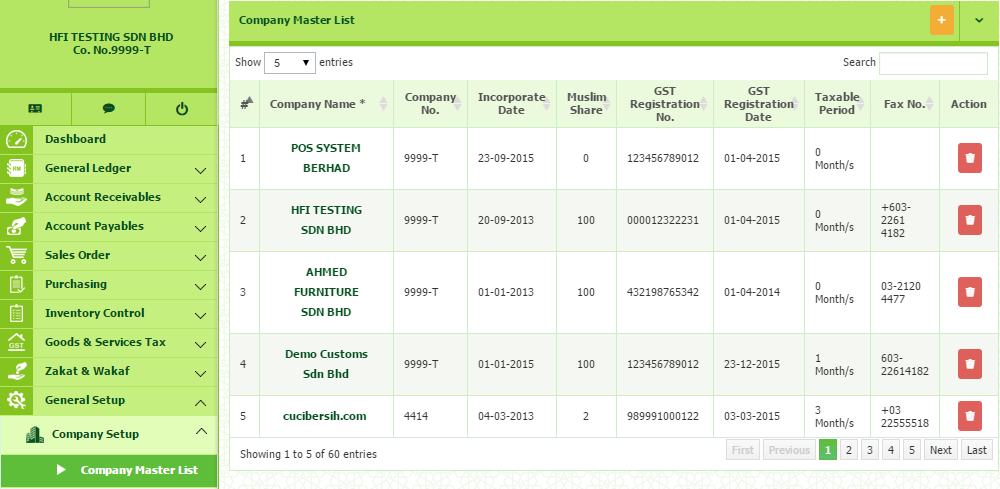 HFI TESTING SDN BHD
Co. No.9999-T
Dashboard
RM General Ledger
Account Receivables
Account Payables
Sales Order
Purchasing
Inventory Control
GST Goods & Services Tax
Zakat & Wakaf
General Setup
Company Setup
Company Master List
Company Master List +
Show 5 entries Search
# Company Name * Company No. Incorporate Date Muslim Share GST Registration No. GST Registration Date Taxable Period Fax No. Action
1 POS SYSTEM BERHAD 9999-T 23-09-2015 0 123456789012 01-04-2015 0 Month/s
2 HFI TESTING SDN BHD 9999-T 20-09-2013 100 000012322231 01-04-2015 0 Month/s +603-2261 4182
3 AHMED FURNITURE SDN BHD 9999-T 01-01-2013 100 432198765342 01-04-2014 0 Month/s 03-2120 4477
4 Demo Customs Sdn Bhd 9999-T 01-01-2015 100 123456789012 23-12-2015 1 Month/s 603-22614182
5 cucibersih.com 4414 04-03-2013 2 989991000122 03-03-2015 3 Month/s +03 22555518
Showing 1 to 5 of 60 entries First Previous 1 2 3 4 5 Next Last